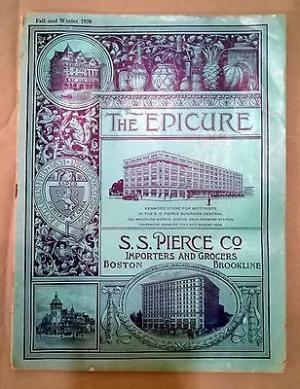 Fall and Winter 1930
THE EPICURE
KENMORE STORE FOR MOTORISTS
IN THE S. S. PIERCE BUSINESS CENTRAL
S. S. PIERCE CO
IMPORTERS AND GROCERS
BOSTON BROOKLINE